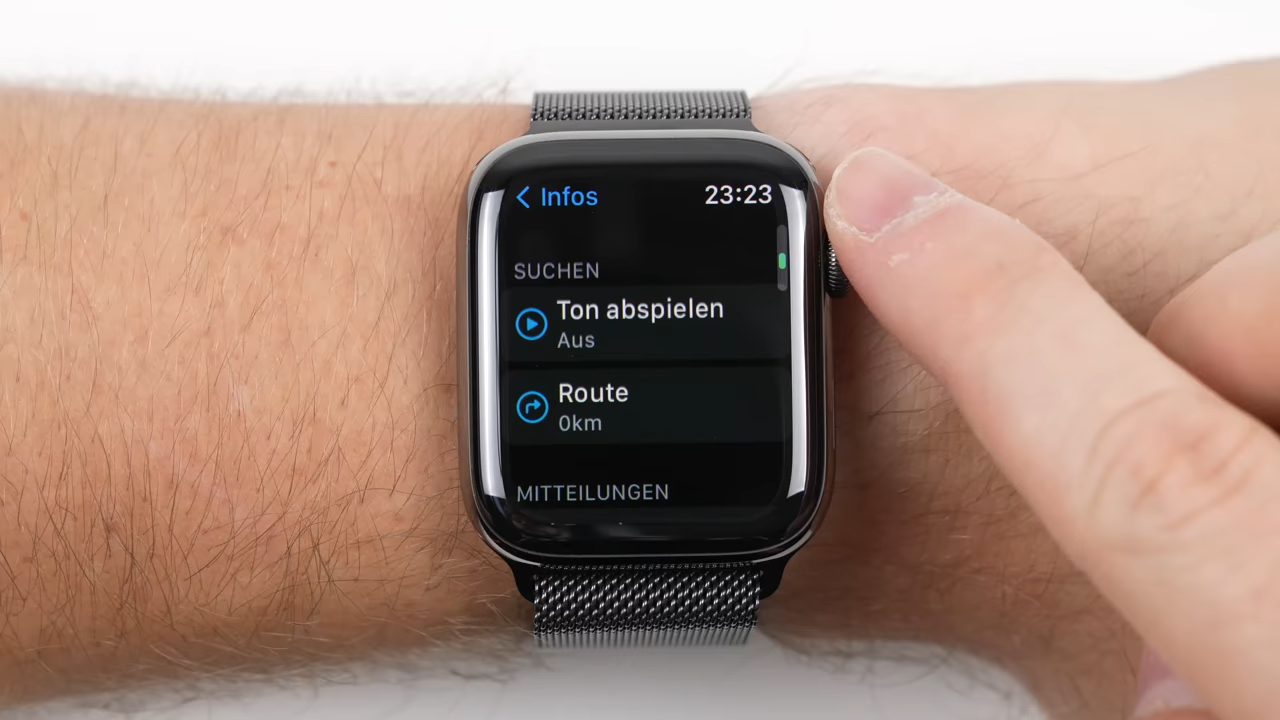 Infos
23:23
SUCHEN
Ton abspielen
Aus
Route
0km
MITTEILUNGEN